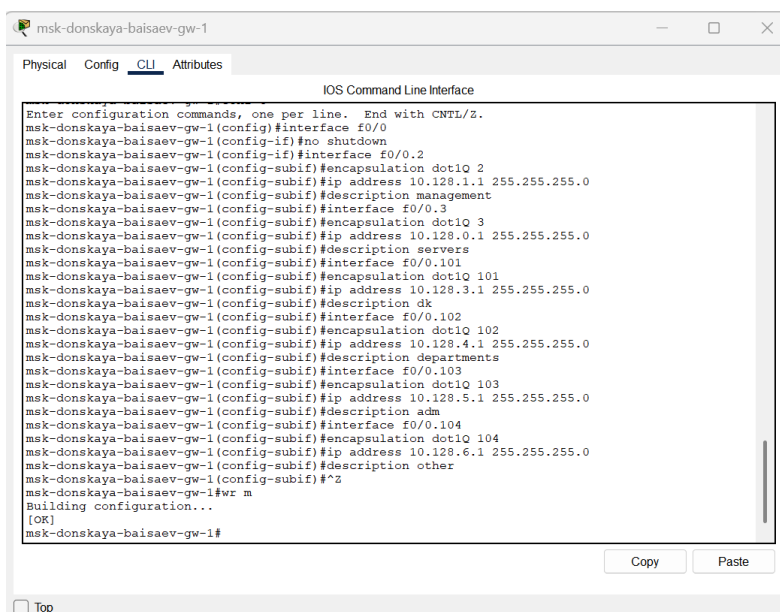 msk-donskaya-baisaev-gw-1
Physical Config CLI Attributes
IOS Command Line Interface
Enter configuration commands, one per line.  End with CNTL/Z.
msk-donskaya-baisaev-gw-1(config)#interface f0/0
msk-donskaya-baisaev-gw-1(config-if)#no shutdown
msk-donskaya-baisaev-gw-1(config-if)#interface f0/0.2
msk-donskaya-baisaev-gw-1(config-subif)#encapsulation dot1Q 2
msk-donskaya-baisaev-gw-1(config-subif)#ip address 10.128.1.1 255.255.255.0
msk-donskaya-baisaev-gw-1(config-subif)#description management
msk-donskaya-baisaev-gw-1(config-subif)#interface f0/0.3
msk-donskaya-baisaev-gw-1(config-subif)#encapsulation dot1Q 3
msk-donskaya-baisaev-gw-1(config-subif)#ip address 10.128.0.1 255.255.255.0
msk-donskaya-baisaev-gw-1(config-subif)#description servers
msk-donskaya-baisaev-gw-1(config-subif)#interface f0/0.101
msk-donskaya-baisaev-gw-1(config-subif)#encapsulation dot1Q 101
msk-donskaya-baisaev-gw-1(config-subif)#ip address 10.128.3.1 255.255.255.0
msk-donskaya-baisaev-gw-1(config-subif)#description dk
msk-donskaya-baisaev-gw-1(config-subif)#interface f0/0.102
msk-donskaya-baisaev-gw-1(config-subif)#encapsulation dot1Q 102
msk-donskaya-baisaev-gw-1(config-subif)#ip address 10.128.4.1 255.255.255.0
msk-donskaya-baisaev-gw-1(config-subif)#description departments
msk-donskaya-baisaev-gw-1(config-subif)#interface f0/0.103
msk-donskaya-baisaev-gw-1(config-subif)#encapsulation dot1Q 103
msk-donskaya-baisaev-gw-1(config-subif)#ip address 10.128.5.1 255.255.255.0
msk-donskaya-baisaev-gw-1(config-subif)#description adm
msk-donskaya-baisaev-gw-1(config-subif)#interface f0/0.104
msk-donskaya-baisaev-gw-1(config-subif)#encapsulation dot1Q 104
msk-donskaya-baisaev-gw-1(config-subif)#ip address 10.128.6.1 255.255.255.0
msk-donskaya-baisaev-gw-1(config-subif)#description other
msk-donskaya-baisaev-gw-1(config-subif)#^Z
msk-donskaya-baisaev-gw-1#wr m
Building configuration...
[OK]
msk-donskaya-baisaev-gw-1#
Copy Paste
Top